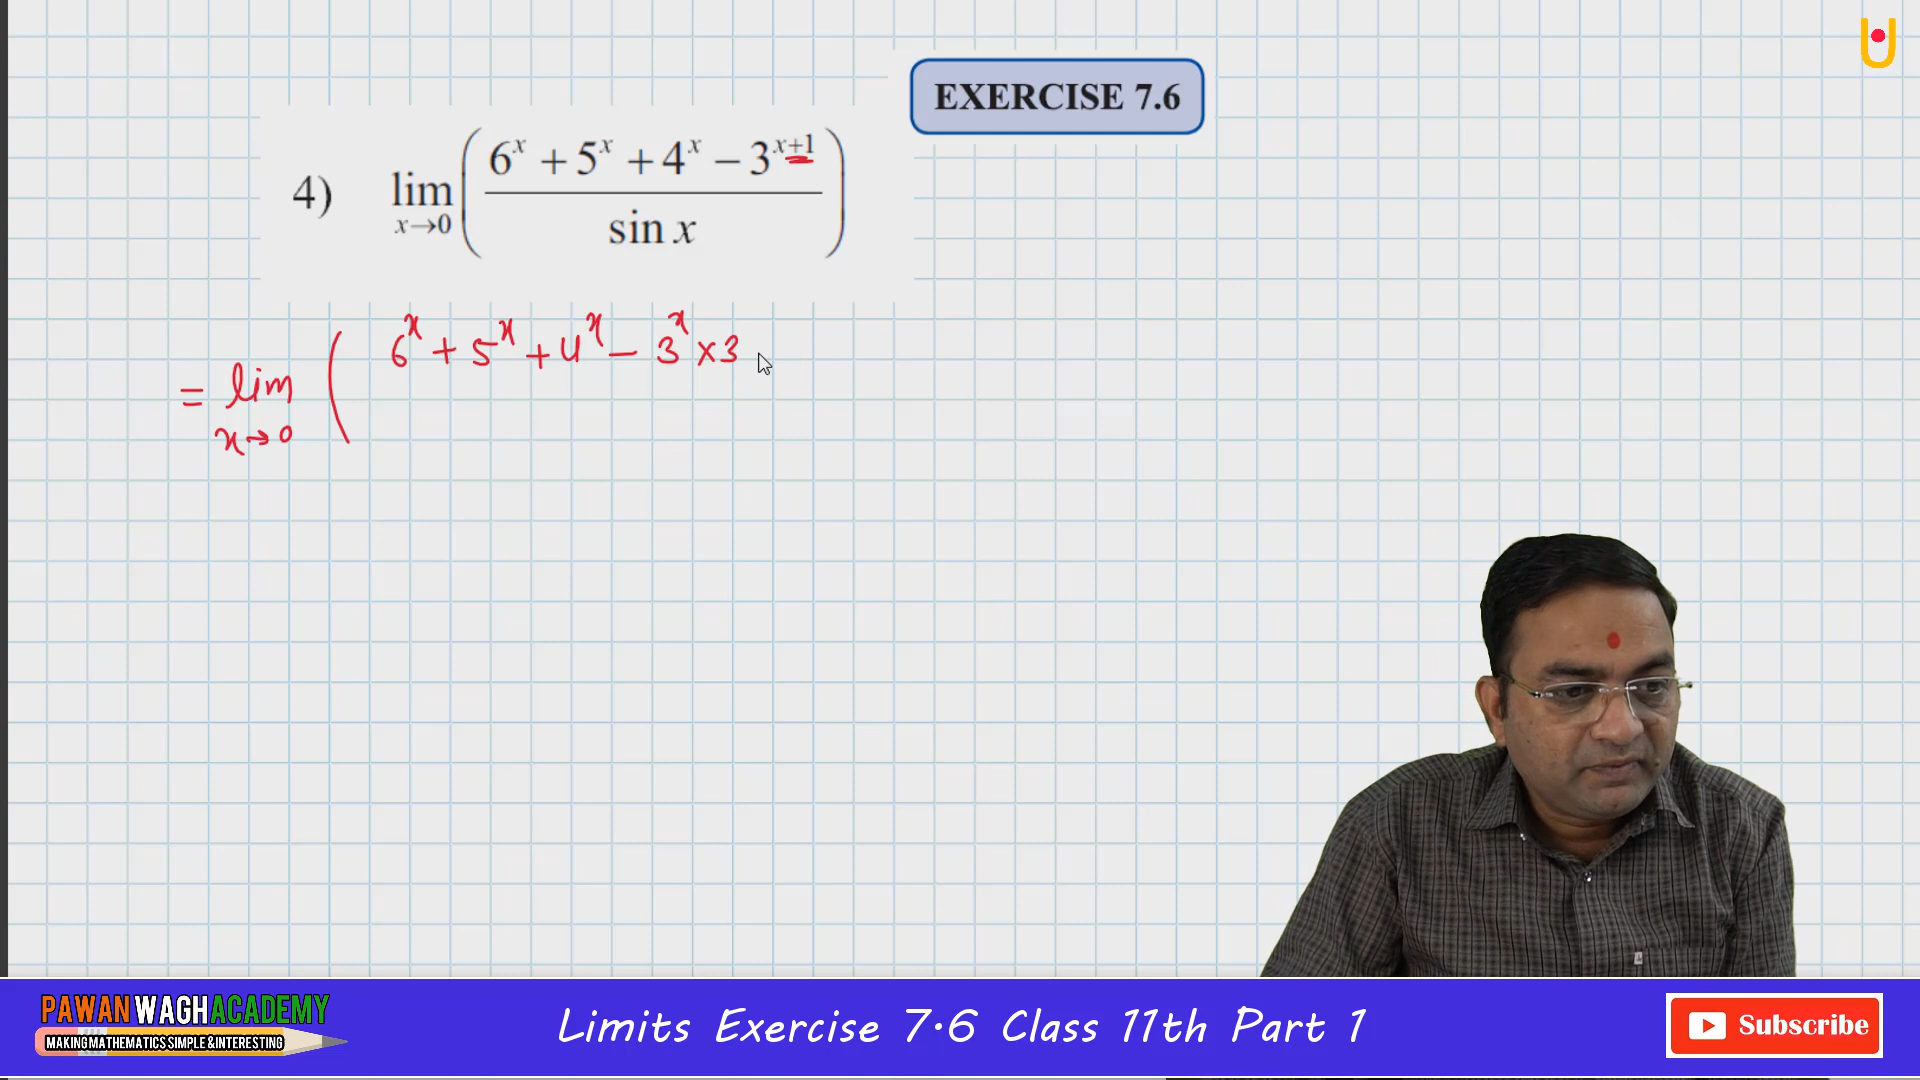 EXERCISE 7.6
4) lim x→0 ( 6^x + 5^x + 4^x − 3^(x+1) / sin x )
= lim x→0 ( 6^x + 5^x + 4^x − 3^x × 3
PAWAN WAGH ACADEMY
MAKING MATHEMATICS SIMPLE & INTERESTING
Limits Exercise 7.6 Class 11th Part 1
Subscribe